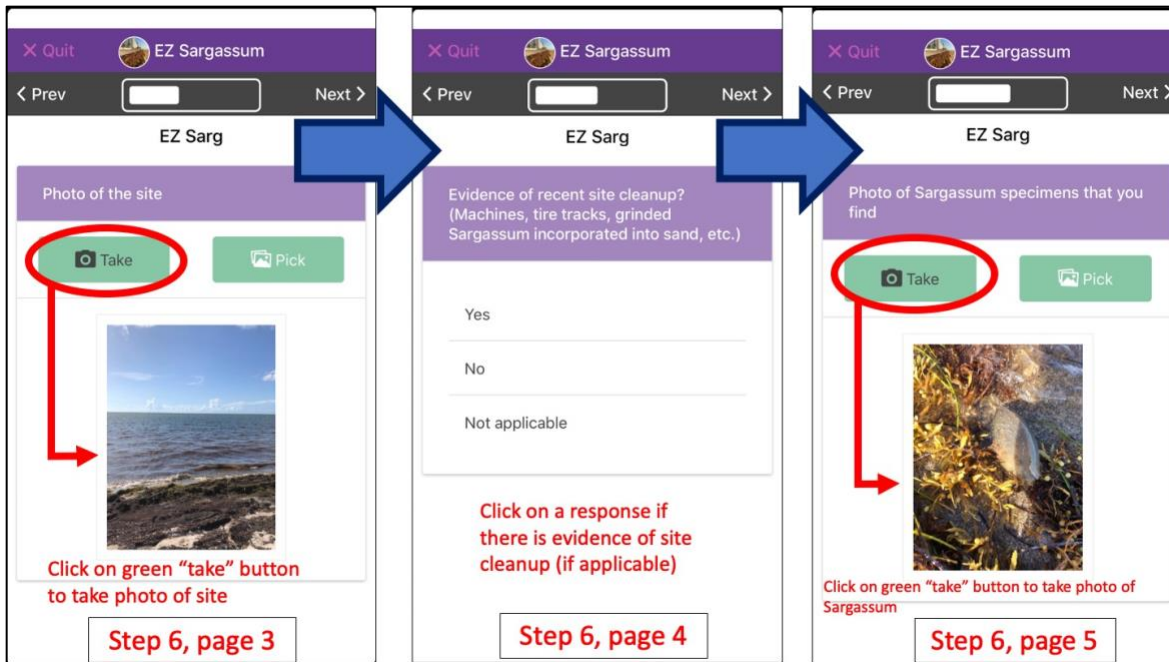 X Quit
EZ Sargassum
< Prev
Next >
EZ Sarg
Photo of the site
Take
Pick
Click on green “take” button
to take photo of site
Step 6, page 3
X Quit
EZ Sargassum
< Prev
Next >
EZ Sarg
Evidence of recent site cleanup?
(Machines, tire tracks, grinded
Sargassum incorporated into sand, etc.)
Yes
No
Not applicable
Click on a response if
there is evidence of site
cleanup (if applicable)
Step 6, page 4
X Quit
EZ Sargassum
< Prev
Next >
EZ Sarg
Photo of Sargassum specimens that you
find
Take
Pick
Click on green “take” button to take photo of
Sargassum
Step 6, page 5